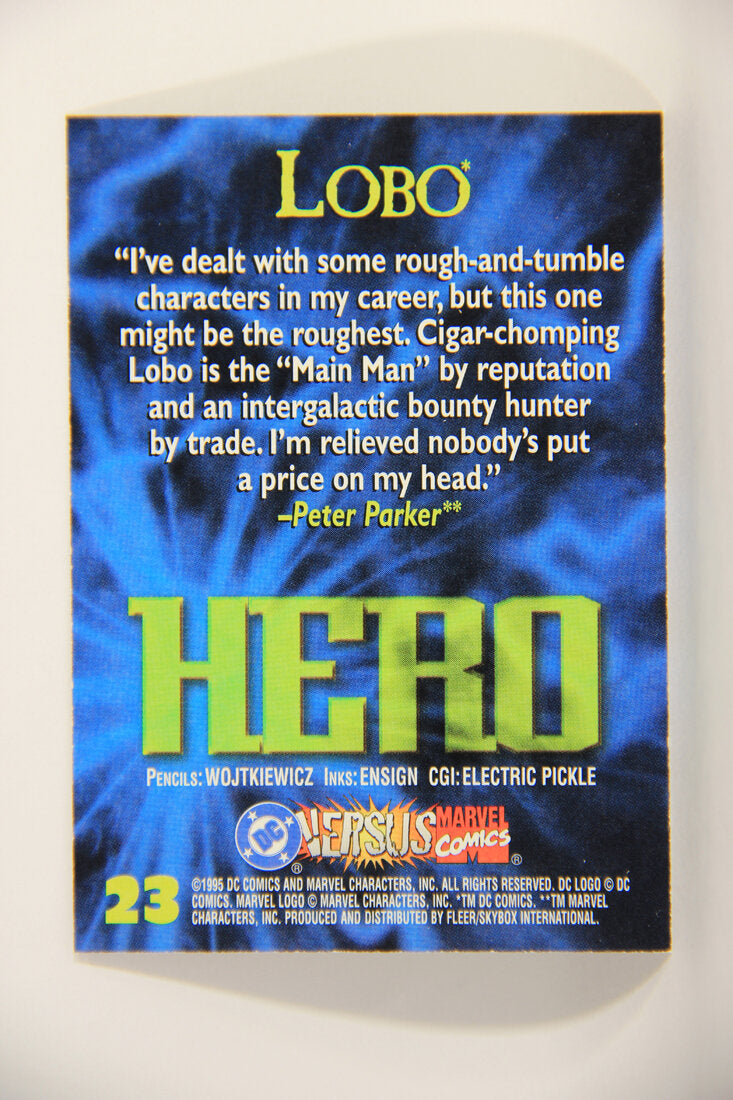 LOBO*
“I’ve dealt with some rough-and-tumble
characters in my career, but this one
might be the roughest. Cigar-chomping
Lobo is the “Main Man” by reputation
and an intergalactic bounty hunter
by trade. I’m relieved nobody’s put
a price on my head.”
–Peter Parker**
HERO
PENCILS: WOJTKIEWICZ INKS: ENSIGN CGI: ELECTRIC PICKLE
DC VERSUS MARVEL
COMICS
® ®
23
©1995 DC COMICS AND MARVEL CHARACTERS, INC. ALL RIGHTS RESERVED. DC LOGO © DC
COMICS. MARVEL LOGO © MARVEL CHARACTERS, INC. *TM DC COMICS. **TM MARVEL
CHARACTERS, INC. PRODUCED AND DISTRIBUTED BY FLEER/SKYBOX INTERNATIONAL.